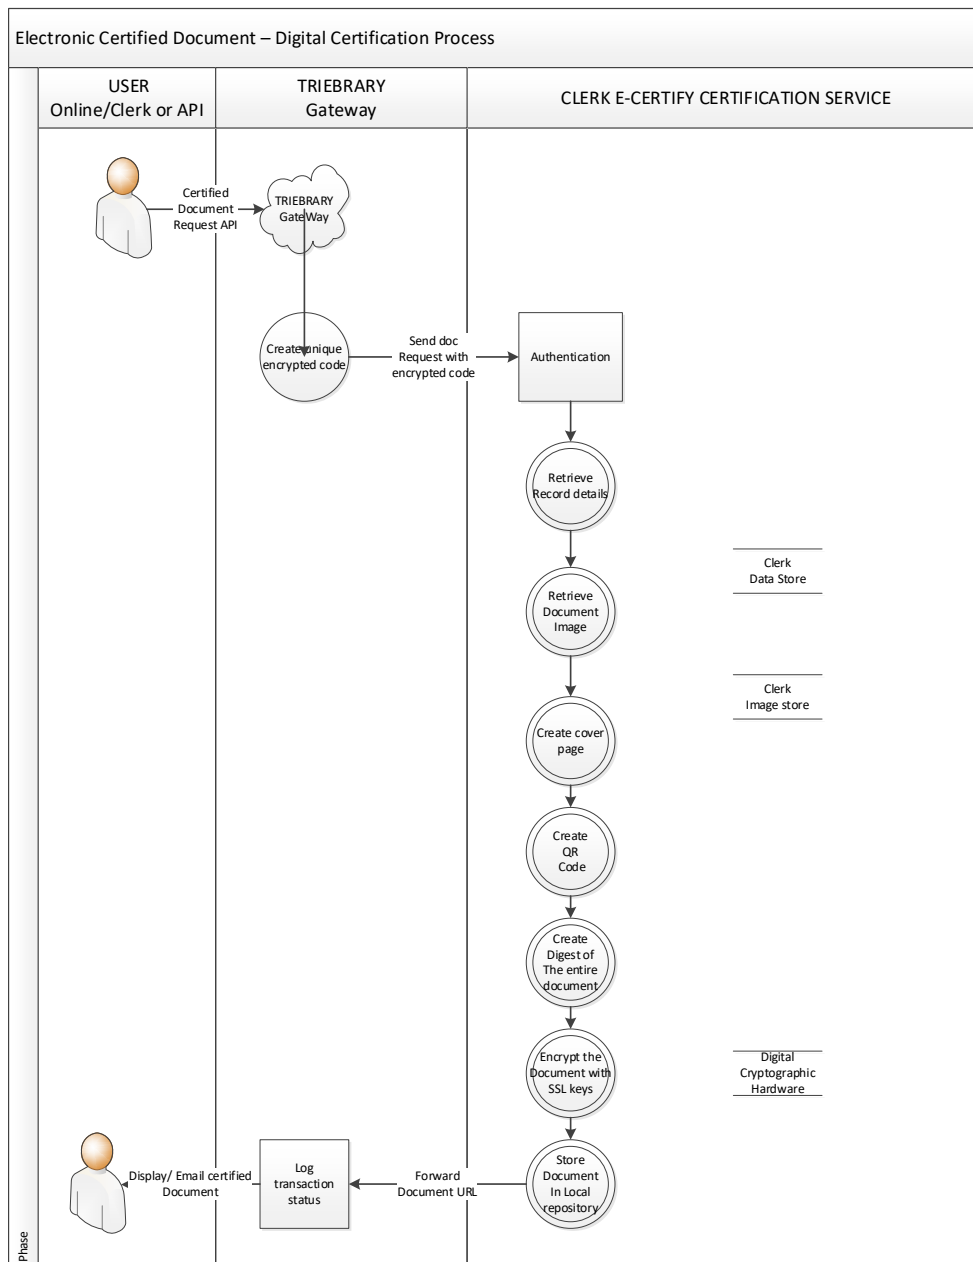 Electronic Certified Document – Digital Certification Process
USER
Online/Clerk or API
TRIEBRARY
Gateway
CLERK E-CERTIFY CERTIFICATION SERVICE
Certified
Document
Request API
TRIEBRARY
GateWay
Create unique
encrypted code
Send doc
Request with
encrypted code
Authentication
Retrieve
Record details
Clerk
Data Store
Retrieve
Document
Image
Clerk
Image store
Create cover
page
Create
QR
Code
Create
Digest of
The entire
document
Encrypt the
Document with
SSL keys
Digital
Cryptographic
Hardware
Store
Document
In Local
repository
Forward
Document URL
Log
transaction
status
Display/ Email certified
Document
Phase